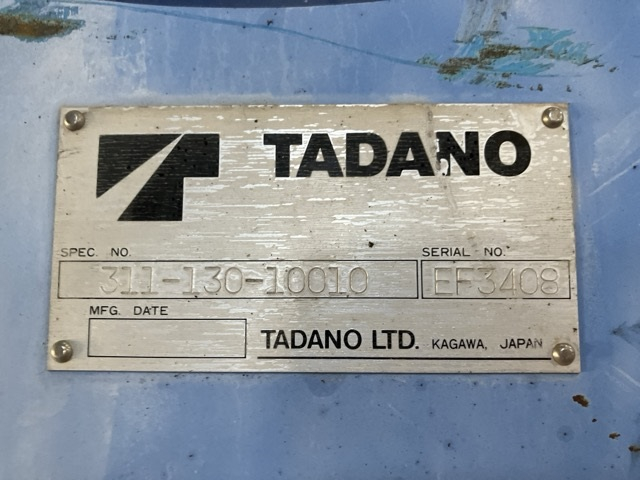 TADANO
SPEC. NO. SERIAL NO.
311-130-10010 EF3408
MFG. DATE
TADANO LTD. KAGAWA, JAPAN